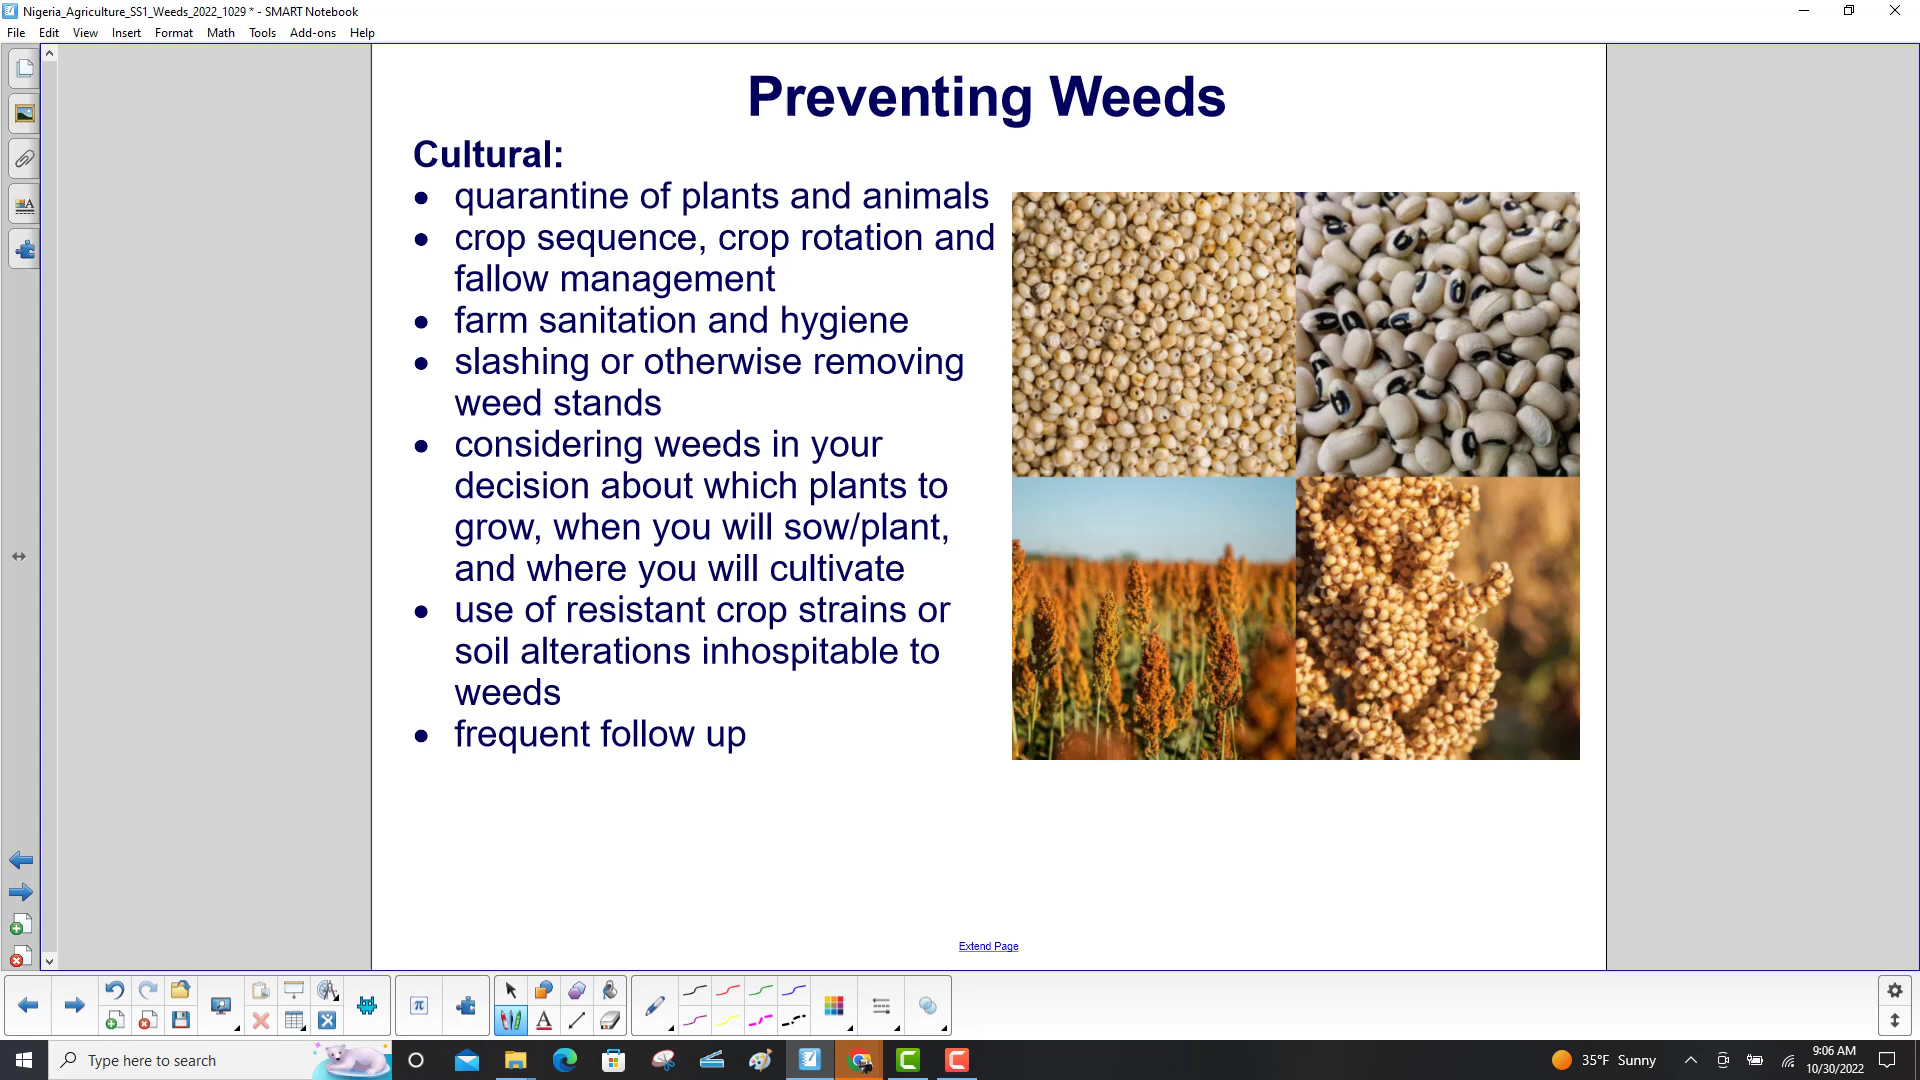 Nigeria_Agriculture_SS1_Weeds_2022_1029 * - SMART Notebook
File Edit View Insert Format Math Tools Add-ons Help
Preventing Weeds
Cultural:
• quarantine of plants and animals
• crop sequence, crop rotation and
fallow management
• farm sanitation and hygiene
• slashing or otherwise removing
weed stands
• considering weeds in your
decision about which plants to
grow, when you will sow/plant,
and where you will cultivate
• use of resistant crop strains or
soil alterations inhospitable to
weeds
• frequent follow up
Extend Page
Type here to search
35°F Sunny
9:06 AM
10/30/2022